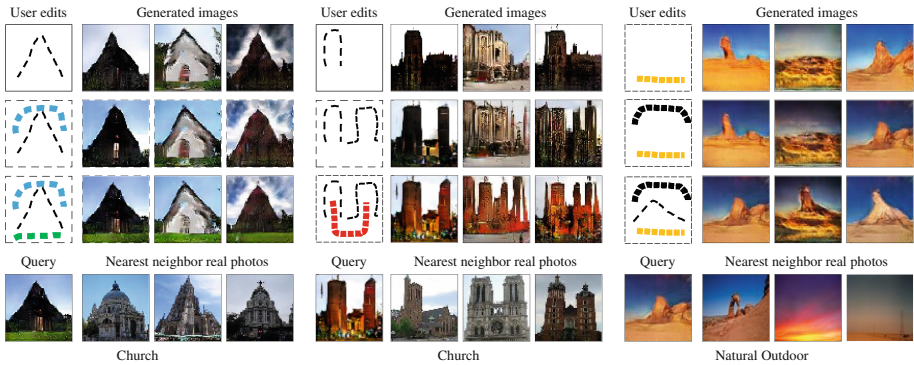 User edits Generated images User edits Generated images User edits Generated images
Query Nearest neighbor real photos Query Nearest neighbor real photos Query Nearest neighbor real photos
Church Church Natural Outdoor